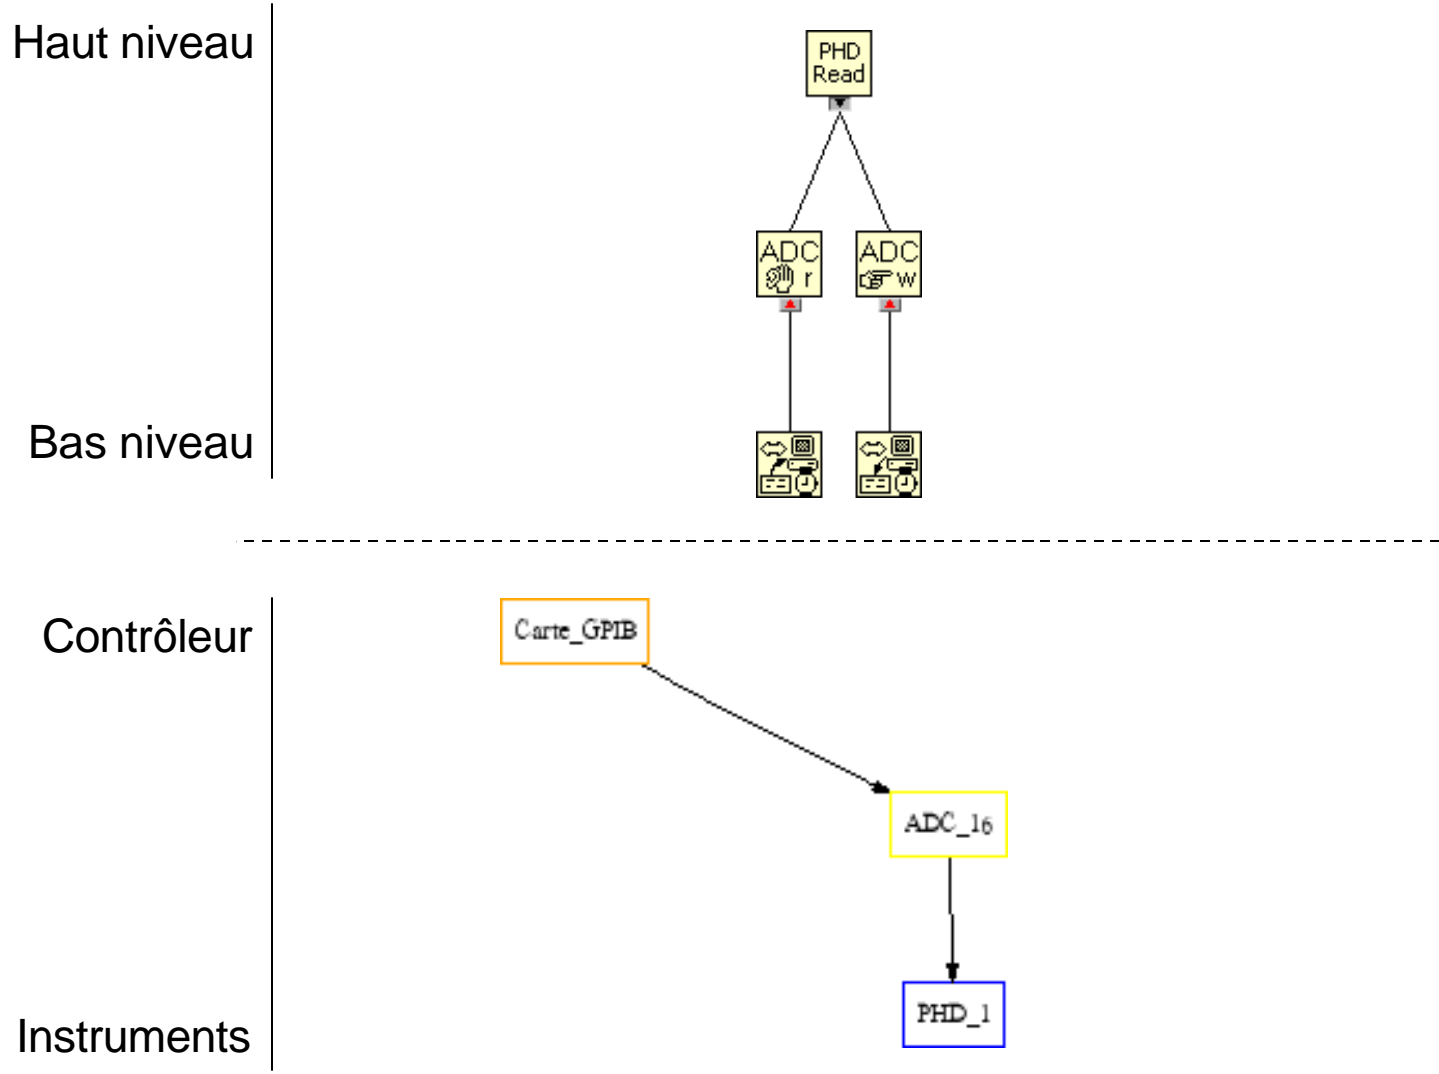 Haut niveau
PHD
Read
ADC
r
ADC
w
Bas niveau
Contrôleur
Carte_GPIB
ADC_16
PHD_1
Instruments